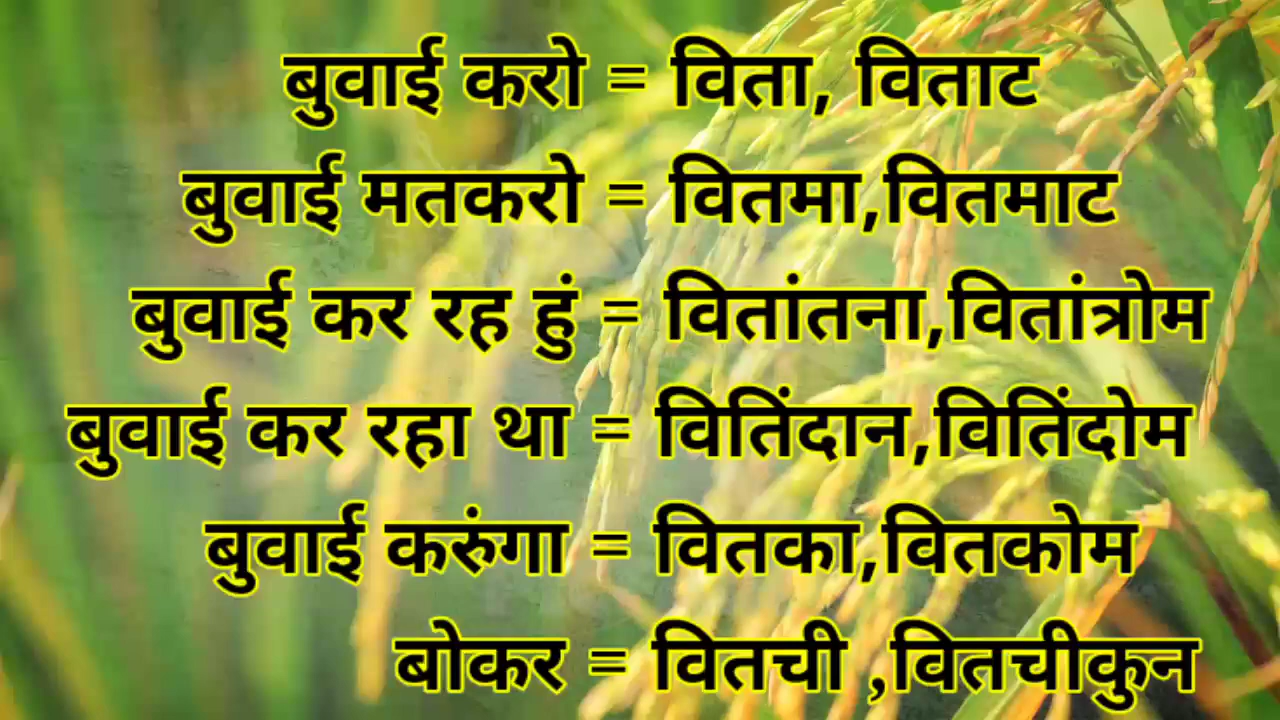 बुवाई करो = विता, विताट
बुवाई मतकरो = वितमा,वितमाट
बुवाई कर रह हुं = वितांतना,वितांत्रोम
बुवाई कर रहा था = वितिंदान,वितिंदोम
बुवाई करुंगा = वितका,वितकोम
बोकर = वितची ,वितचीकुन